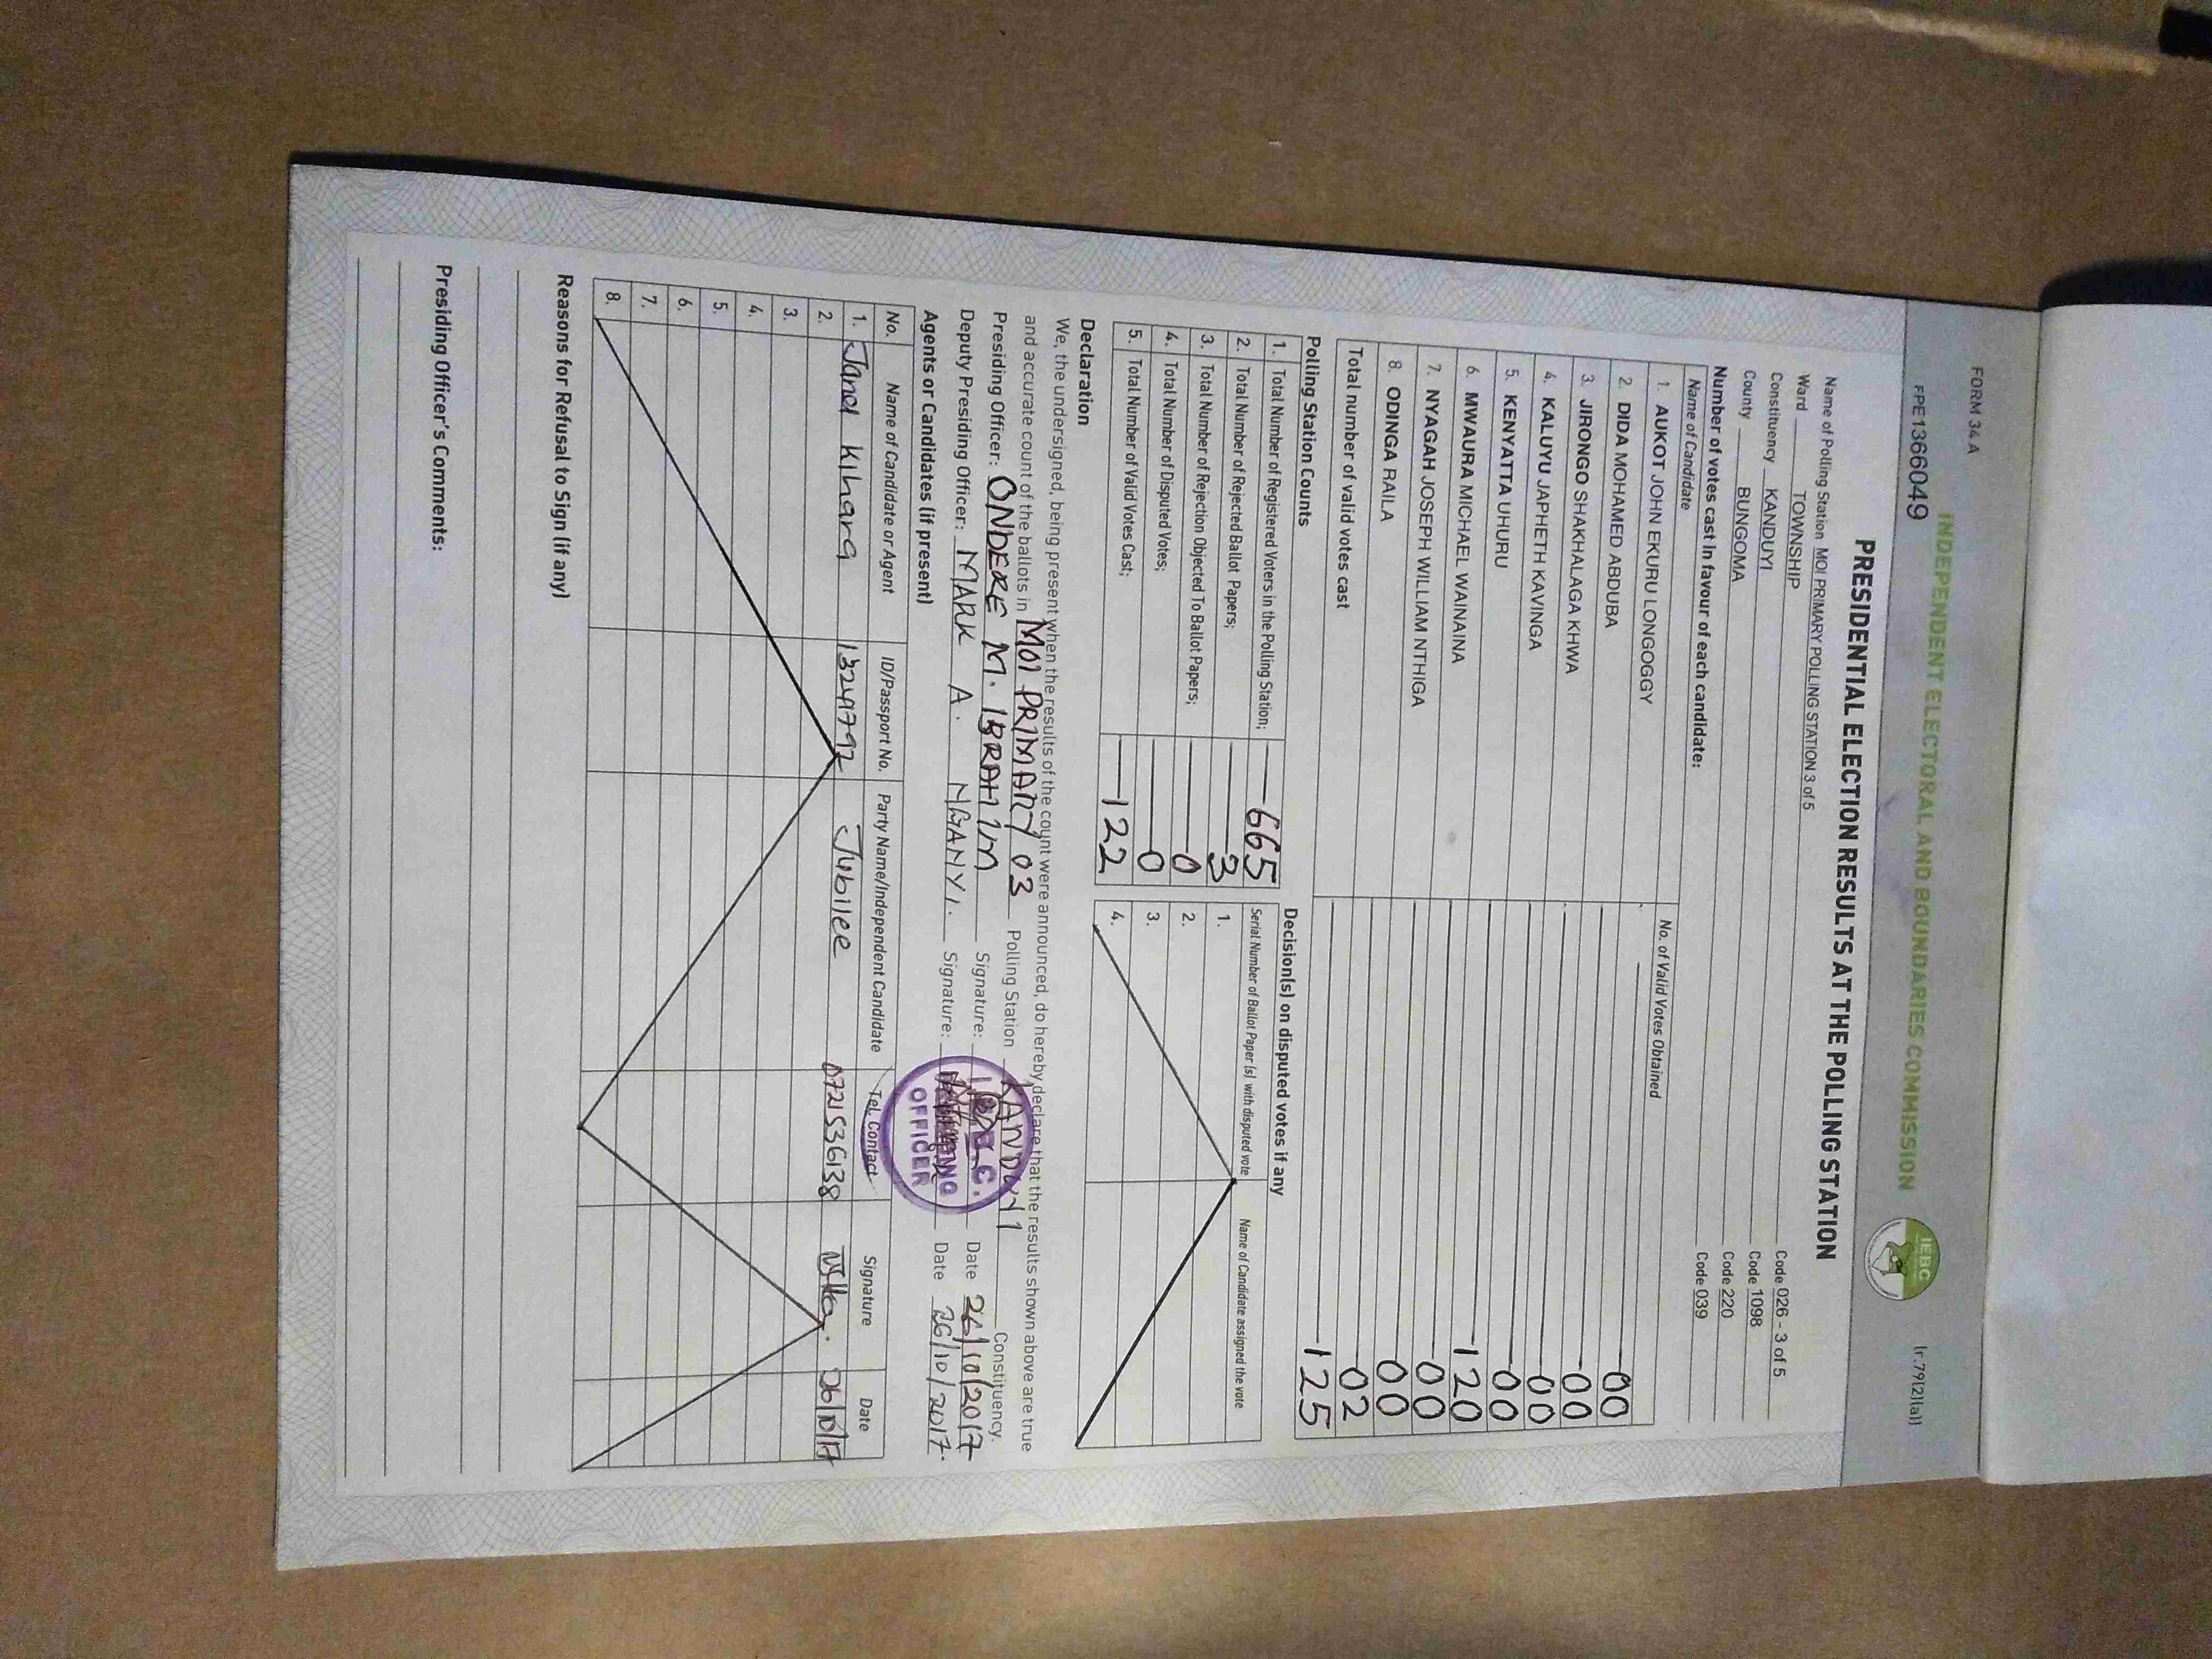 FORM 34 A
INDEPENDENT ELECTORAL AND BOUNDARIES COMMISSION
IEBC
FPE1366049
(r.79(2)(a))
PRESIDENTIAL ELECTION RESULTS AT THE POLLING STATION
Name of Polling Station MOI PRIMARY POLLING STATION 3 of 5 Code 026 - 3 of 5
Ward TOWNSHIP Code 1098
Constituency KANDUYI Code 220
County BUNGOMA Code 039
Number of votes cast in favour of each candidate:
Name of Candidate No. of Valid Votes Obtained
1. AUKOT JOHN EKURU LONGOGGY 00
2. DIDA MOHAMED ABDUBA 00
3. JIRONGO SHAKHALAGA KHWA 00
4. KALUYU JAPHETH KAVINGA 00
5. KENYATTA UHURU 120
6. MWAURA MICHAEL WAINAINA 00
7. NYAGAH JOSEPH WILLIAM NTHIGA 00
8. ODINGA RAILA 02
Total number of valid votes cast 125
Polling Station Counts
1. Total Number of Registered Voters in the Polling Station; 665
2. Total Number of Rejected Ballot Papers; 3
3. Total Number of Rejection Objected To Ballot Papers; 0
4. Total Number of Disputed Votes; 0
5. Total Number of Valid Votes Cast; 122
Decision(s) on disputed votes if any
Serial Number of Ballot Paper (s) with disputed vote Name of Candidate assigned the vote
1.
2.
3.
4.
Declaration
We, the undersigned, being present when the results of the count were announced, do hereby declare that the results shown above are true
and accurate count of the ballots in MOI PRIMARY 03 Polling Station KANDUYI Constituency.
Presiding Officer: ONDERE M. IBRAHIM Signature: Date 26/10/2017
Deputy Presiding Officer: MARK A. NGANYI. Signature: Date 26/10/2017.
OFFICER
Agents or Candidates (if present)
No. Name of Candidate or Agent ID/Passport No. Party Name/Independent Candidate Tel. Contact Signature Date
1. Janet Kihara 13249792 Jubilee 0721536138 26/10/17
2.
3.
4.
5.
6.
7.
8.
Reasons for Refusal to Sign (if any)
Presiding Officer's Comments: